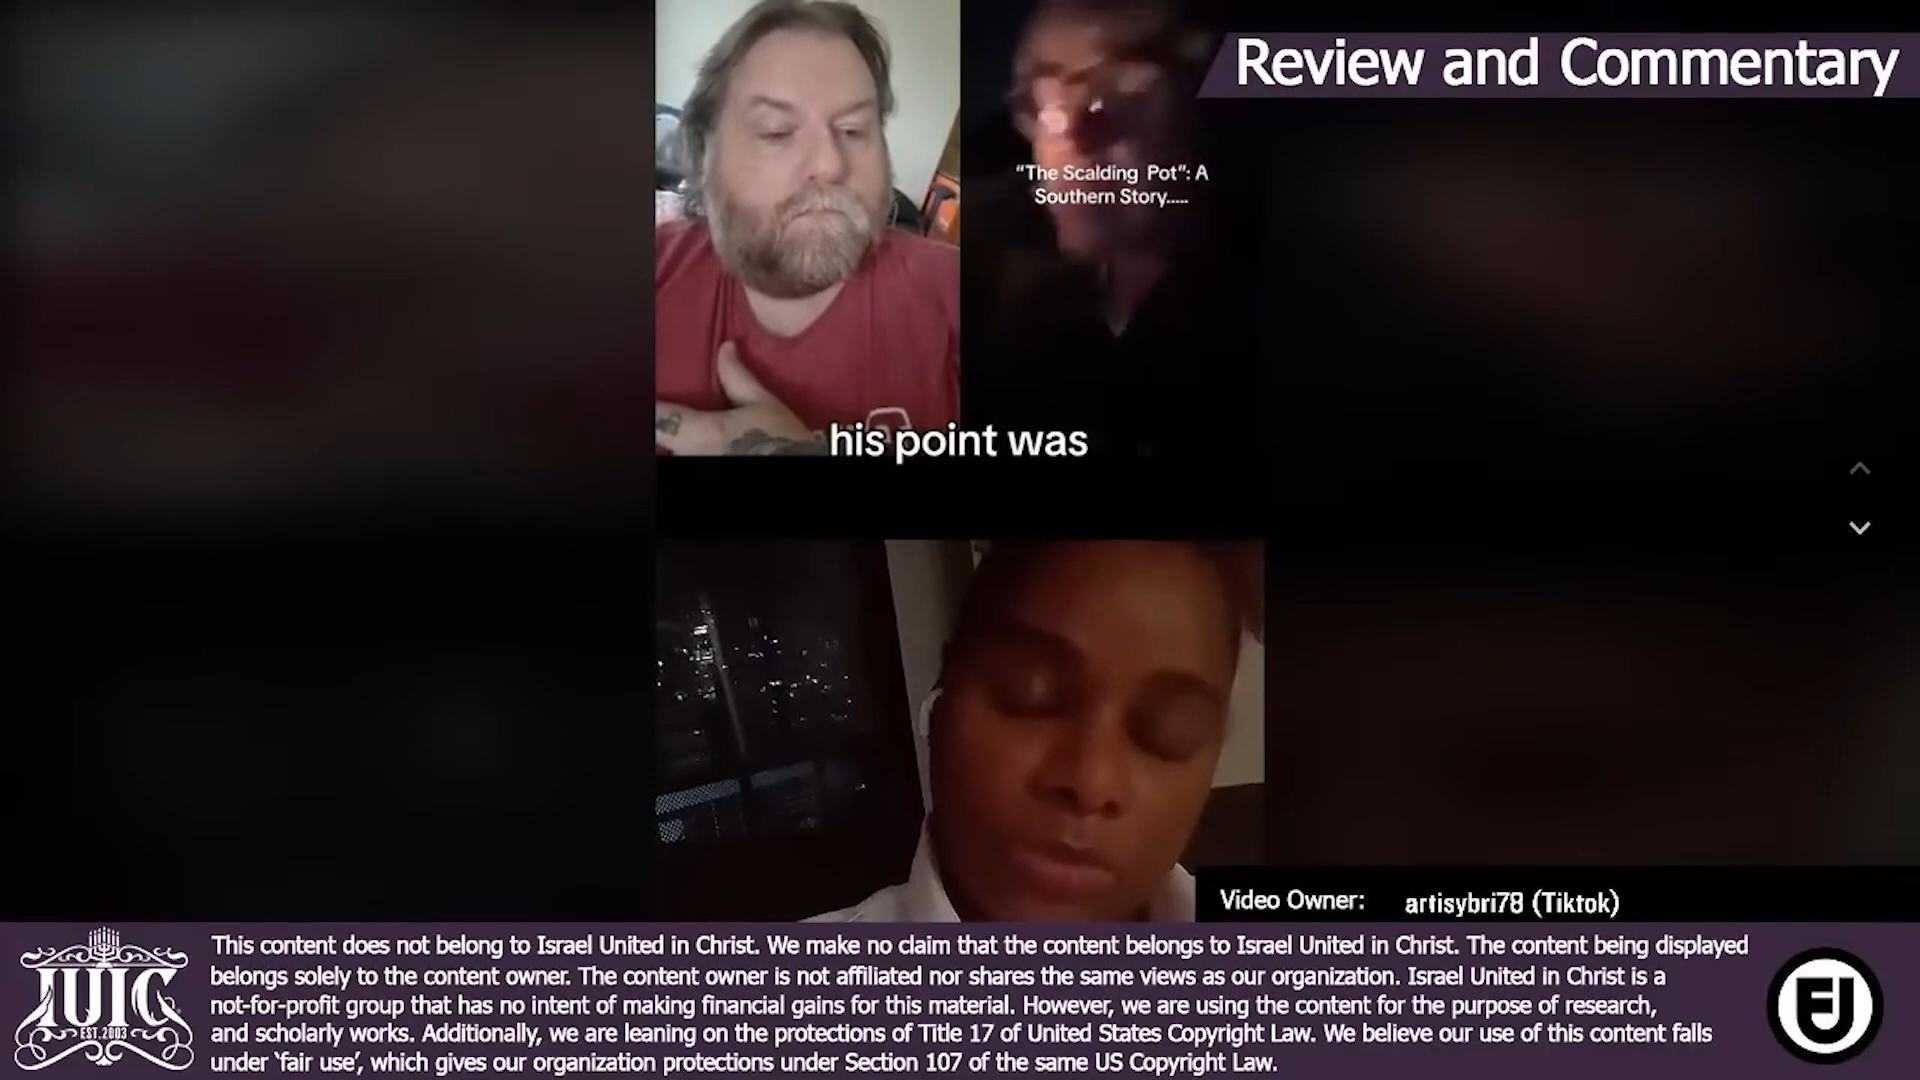 Review and Commentary
“The Scalding Pot”: A
Southern Story.....
his point was
Video Owner: artisybri78 (Tiktok)
IUIC
EST. 2003
This content does not belong to Israel United in Christ. We make no claim that the content belongs to Israel United in Christ. The content being displayed
belongs solely to the content owner. The content owner is not affiliated nor shares the same views as our organization. Israel United in Christ is a
not-for-profit group that has no intent of making financial gains for this material. However, we are using the content for the purpose of research,
and scholarly works. Additionally, we are leaning on the protections of Title 17 of United States Copyright Law. We believe our use of this content falls
under ‘fair use’, which gives our organization protections under Section 107 of the same US Copyright Law.